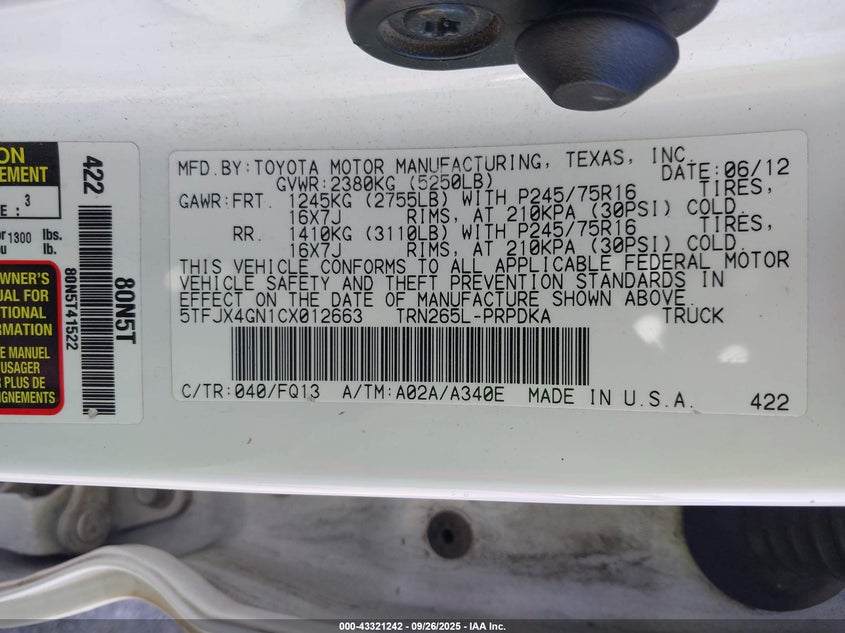 ON
EMENT
E : 3
or 1300 lbs.
ou lb.
OWNER'S
UAL FOR
TIONAL
RMATION
E MANUEL
USAGER
R PLUS DE
EIGNEMENTS
422
80N5T41522
80N5T
MFD.BY:TOYOTA MOTOR MANUFACTURING, TEXAS, INC.
GVWR:2380KG (5250LB) DATE:06/12
GAWR:FRT. 1245KG (2755LB) WITH P245/75R16 TIRES,
16X7J RIMS, AT 210KPA (30PSI) COLD.
RR. 1410KG (3110LB) WITH P245/75R16 TIRES,
16X7J RIMS, AT 210KPA (30PSI) COLD.
THIS VEHICLE CONFORMS TO ALL APPLICABLE FEDERAL MOTOR
VEHICLE SAFETY AND THEFT PREVENTION STANDARDS IN
EFFECT ON THE DATE OF MANUFACTURE SHOWN ABOVE.
5TFJX4GN1CX012663 TRN265L-PRPDKA TRUCK
C/TR:040/FQ13 A/TM:A02A/A340E MADE IN U.S.A. 422
000-43321242 - 09/26/2025 - IAA Inc.